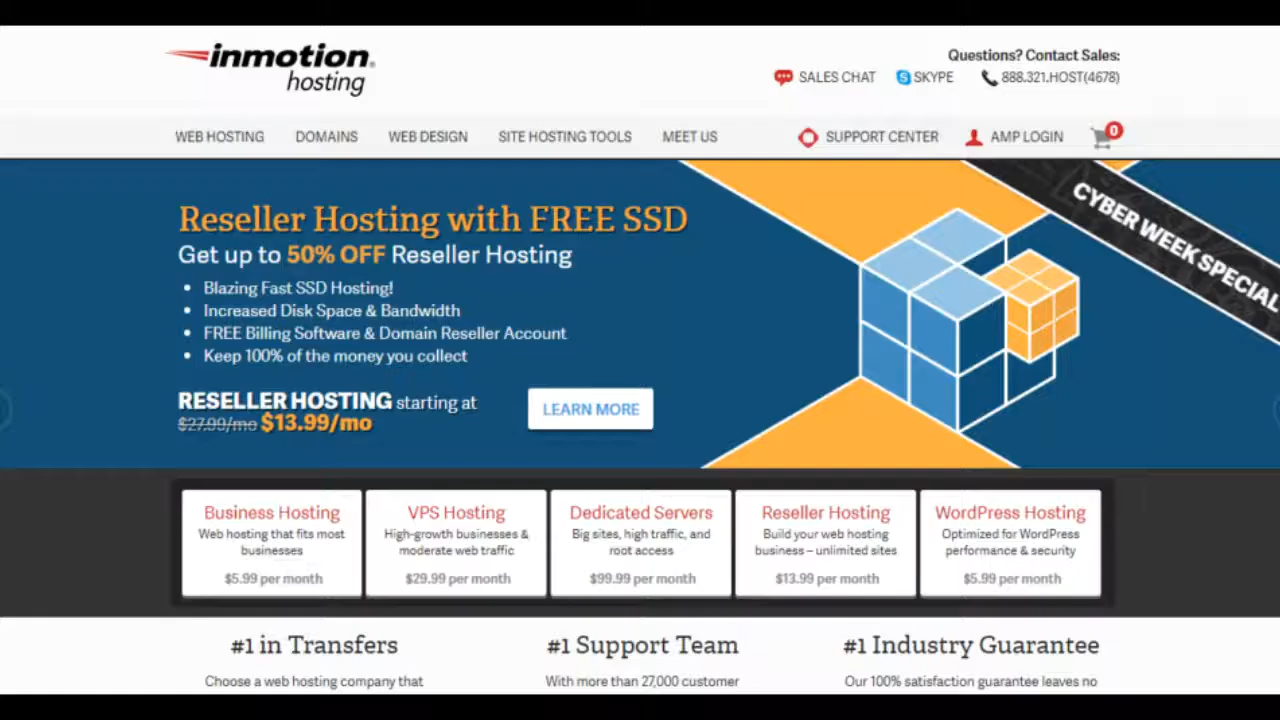 inmotion
hosting
Questions? Contact Sales:
SALES CHAT SKYPE 888.321.HOST(4678)
WEB HOSTING DOMAINS WEB DESIGN SITE HOSTING TOOLS MEET US SUPPORT CENTER AMP LOGIN 0
CYBER WEEK SPECIAL
Reseller Hosting with FREE SSD
Get up to 50% OFF Reseller Hosting
• Blazing Fast SSD Hosting!
• Increased Disk Space & Bandwidth
• FREE Billing Software & Domain Reseller Account
• Keep 100% of the money you collect
RESELLER HOSTING starting at
$27.99/mo $13.99/mo
LEARN MORE
Business Hosting
Web hosting that fits most
businesses
$5.99 per month
VPS Hosting
High-growth businesses &
moderate web traffic
$29.99 per month
Dedicated Servers
Big sites, high traffic, and
root access
$99.99 per month
Reseller Hosting
Build your web hosting
business – unlimited sites
$13.99 per month
WordPress Hosting
Optimized for WordPress
performance & security
$5.99 per month
#1 in Transfers
Choose a web hosting company that
#1 Support Team
With more than 27,000 customer
#1 Industry Guarantee
Our 100% satisfaction guarantee leaves no